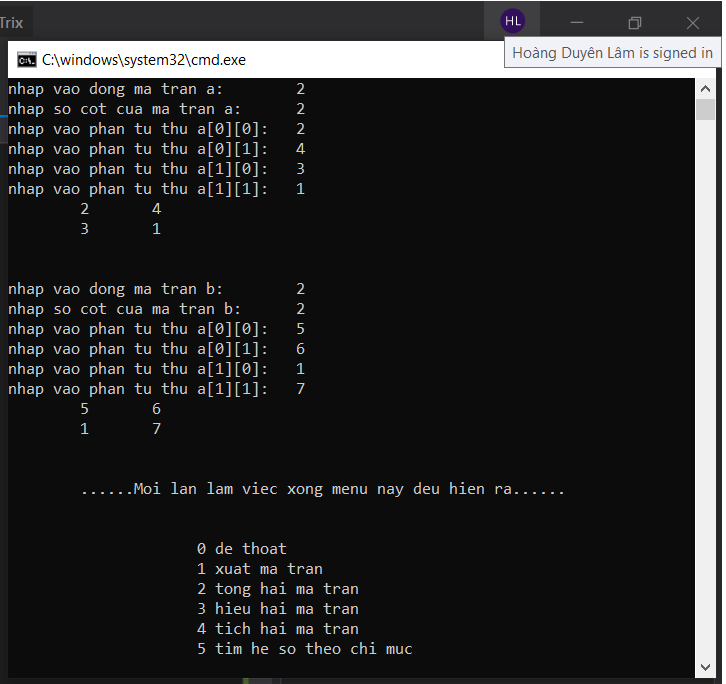 Trix
HL
C:\windows\system32\cmd.exe
Hoàng Duyên Lâm is signed in
nhap vao dong ma tran a: 2
nhap so cot cua ma tran a: 2
nhap vao phan tu thu a[0][0]: 2
nhap vao phan tu thu a[0][1]: 4
nhap vao phan tu thu a[1][0]: 3
nhap vao phan tu thu a[1][1]: 1
2 4
3 1
nhap vao dong ma tran b: 2
nhap so cot cua ma tran b: 2
nhap vao phan tu thu a[0][0]: 5
nhap vao phan tu thu a[0][1]: 6
nhap vao phan tu thu a[1][0]: 1
nhap vao phan tu thu a[1][1]: 7
5 6
1 7
......Moi lan lam viec xong menu nay deu hien ra......
0 de thoat
1 xuat ma tran
2 tong hai ma tran
3 hieu hai ma tran
4 tich hai ma tran
5 tim he so theo chi muc